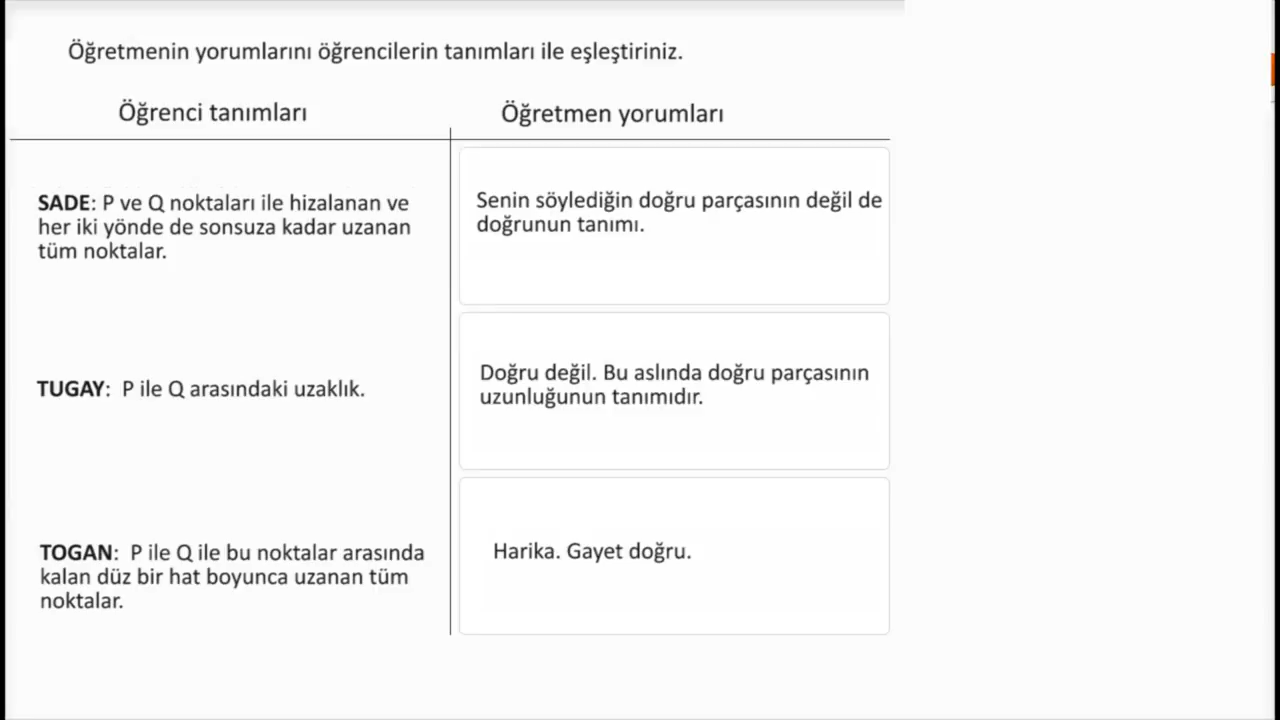 Öğretmenin yorumlarını öğrencilerin tanımları ile eşleştiriniz.
Öğrenci tanımları
Öğretmen yorumları
SADE: P ve Q noktaları ile hizalanan ve
her iki yönde de sonsuza kadar uzanan
tüm noktalar.
Senin söylediğin doğru parçasının değil de
doğrunun tanımı.
TUGAY: P ile Q arasındaki uzaklık.
Doğru değil. Bu aslında doğru parçasının
uzunluğunun tanımıdır.
TOGAN: P ile Q ile bu noktalar arasında
kalan düz bir hat boyunca uzanan tüm
noktalar.
Harika. Gayet doğru.